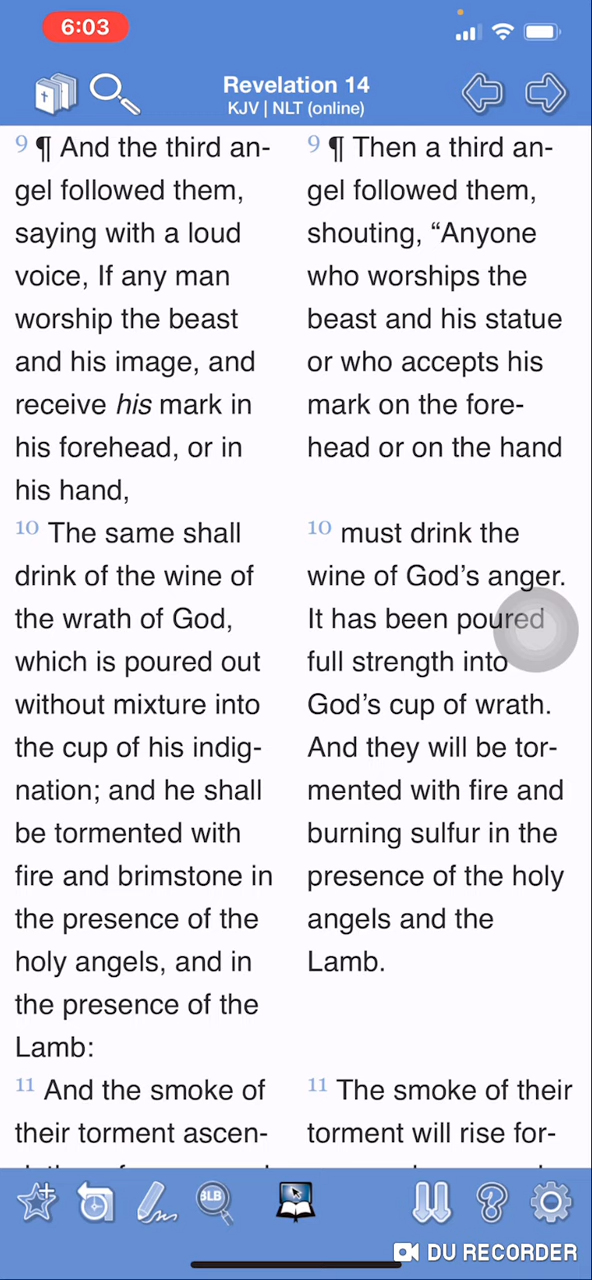 6:03
Revelation 14
KJV | NLT (online)
9 ¶ And the third an-
gel followed them,
saying with a loud
voice, If any man
worship the beast
and his image, and
receive his mark in
his forehead, or in
his hand,
10 The same shall
drink of the wine of
the wrath of God,
which is poured out
without mixture into
the cup of his indig-
nation; and he shall
be tormented with
fire and brimstone in
the presence of the
holy angels, and in
the presence of the
Lamb:
11 And the smoke of
their torment ascen-
9 ¶ Then a third an-
gel followed them,
shouting, “Anyone
who worships the
beast and his statue
or who accepts his
mark on the fore-
head or on the hand
10 must drink the
wine of God’s anger.
It has been poured
full strength into
God’s cup of wrath.
And they will be tor-
mented with fire and
burning sulfur in the
presence of the holy
angels and the
Lamb.
11 The smoke of their
torment will rise for-
BLB
DU RECORDER